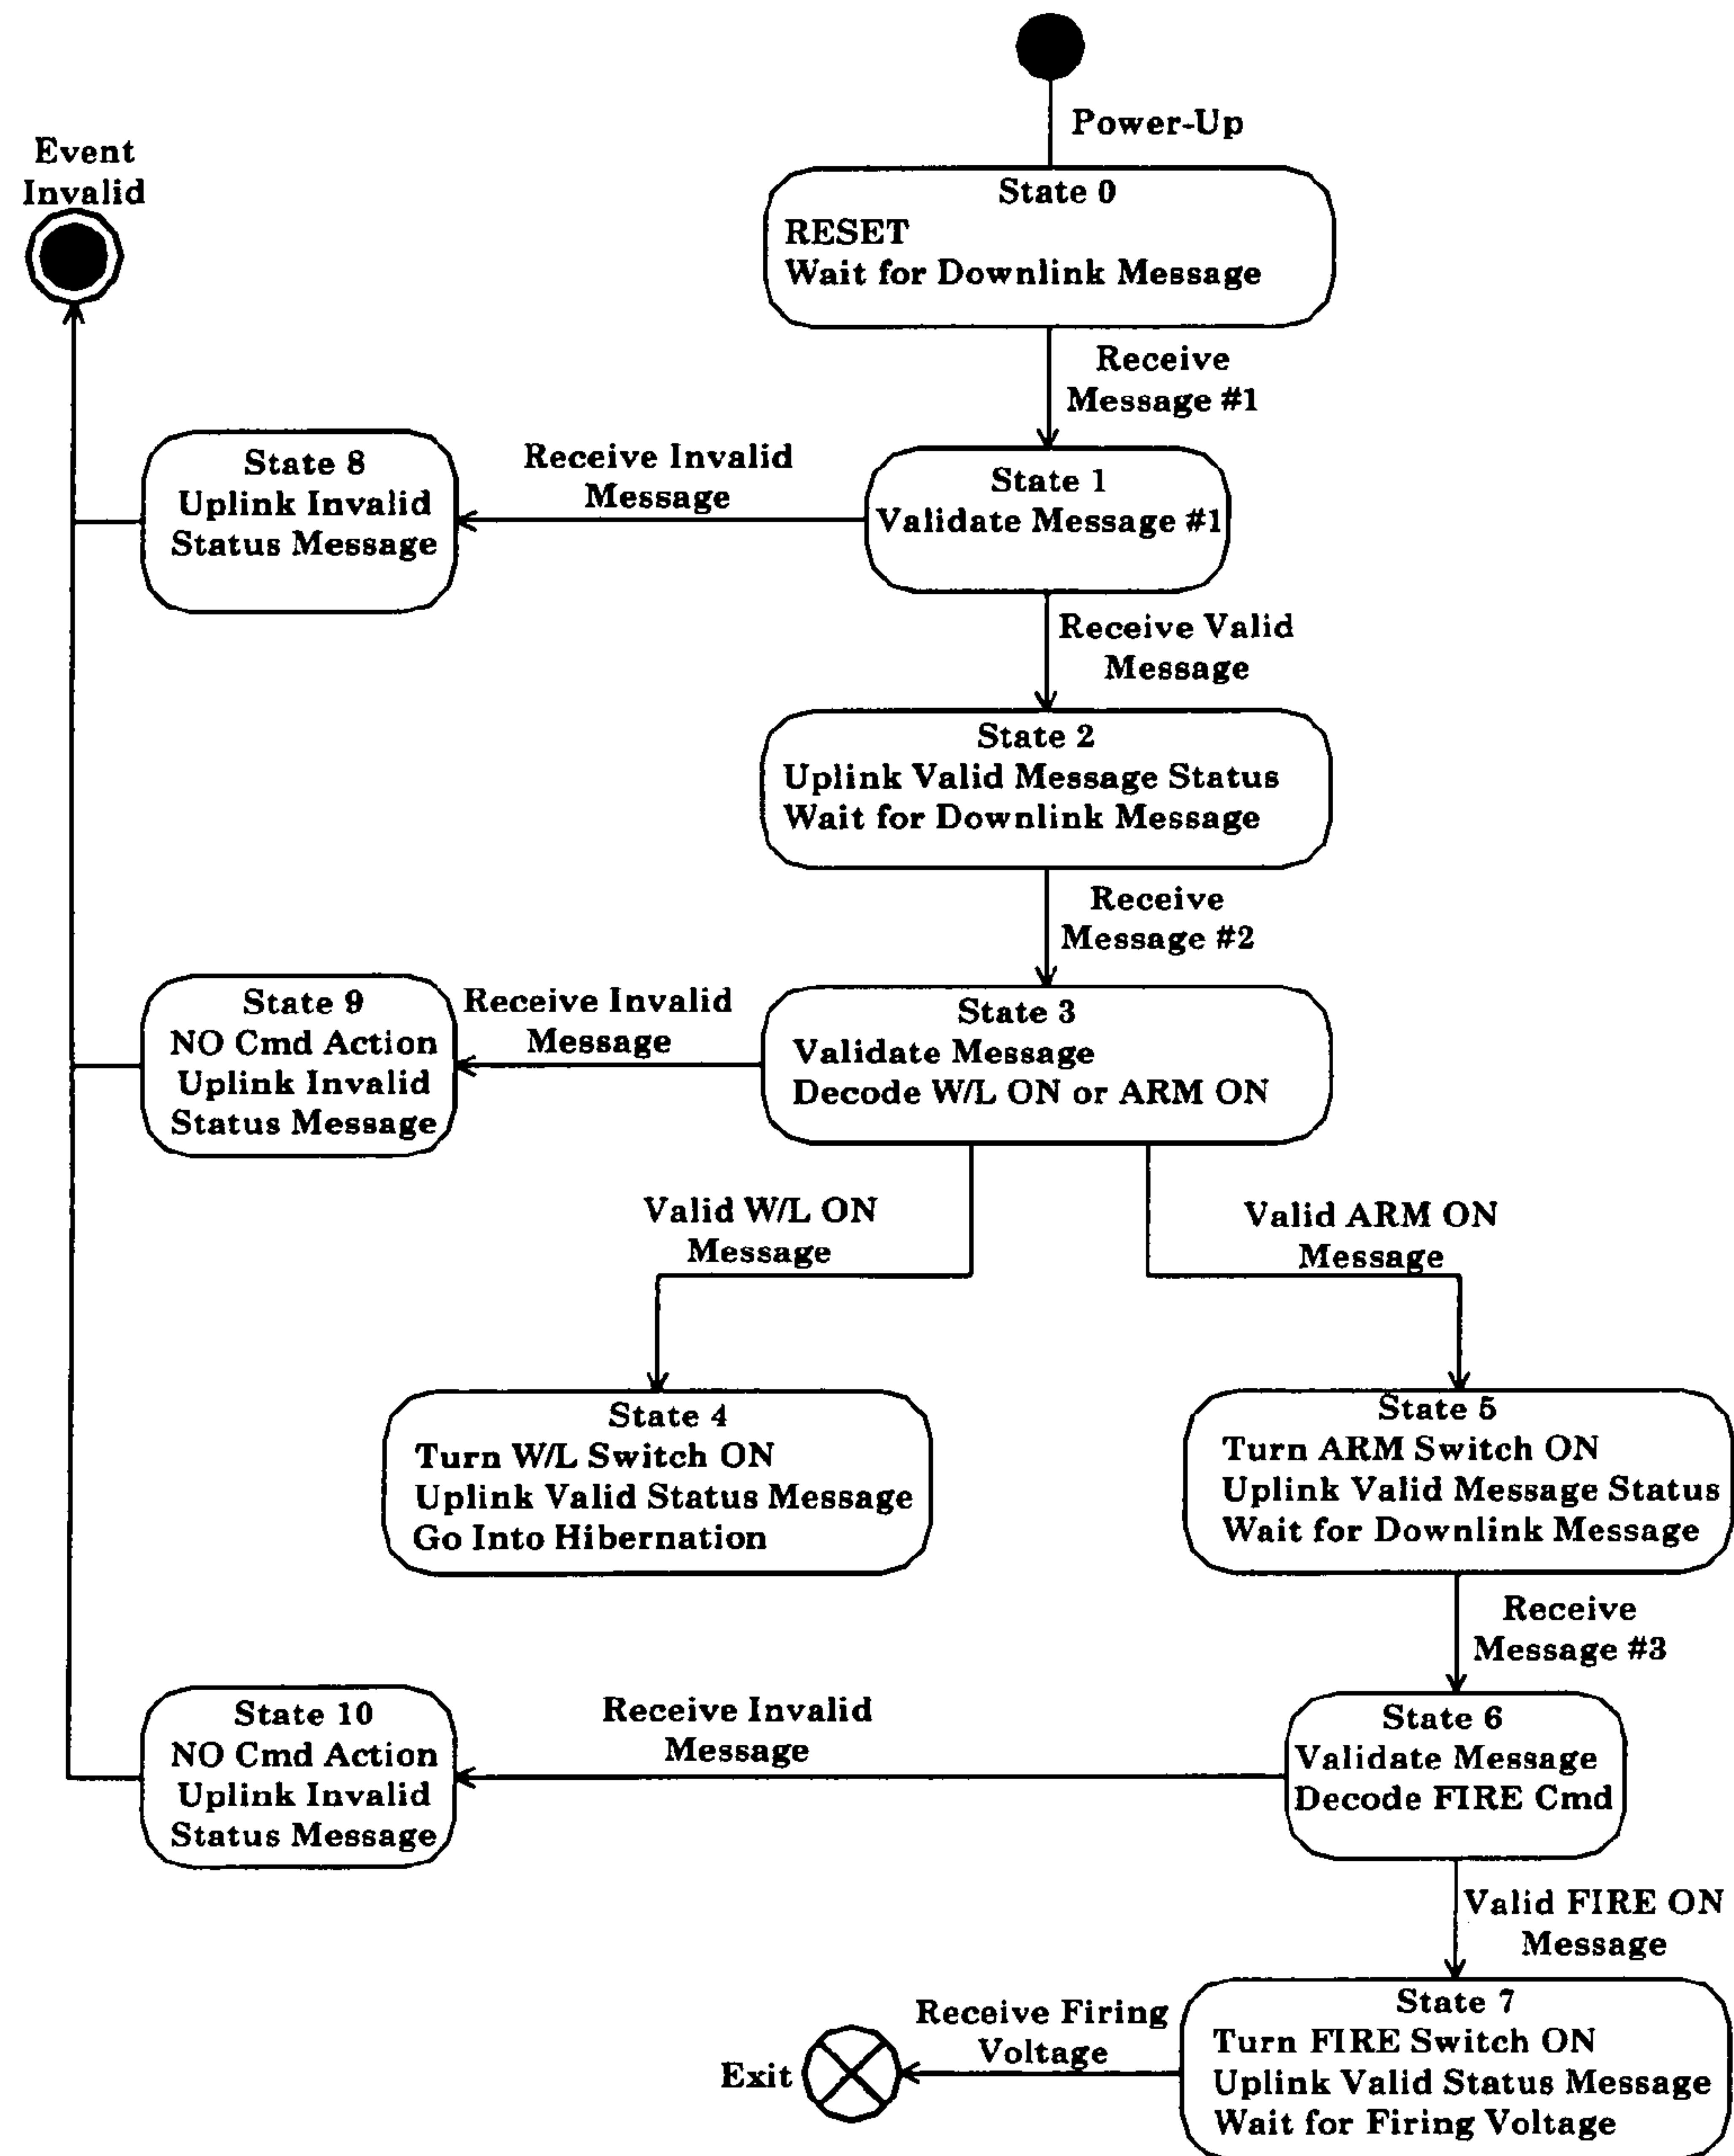 Power-Up
Event
Invalid
State 0
RESET
Wait for Downlink Message
Receive
Message #1
State 8
Uplink Invalid
Status Message
Receive Invalid
Message
State 1
Validate Message #1
Receive Valid
Message
State 2
Uplink Valid Message Status
Wait for Downlink Message
Receive
Message #2
State 9
NO Cmd Action
Uplink Invalid
Status Message
Receive Invalid
Message
State 3
Validate Message
Decode W/L ON or ARM ON
Valid W/L ON
Message
Valid ARM ON
Message
State 4
Turn W/L Switch ON
Uplink Valid Status Message
Go Into Hibernation
State 5
Turn ARM Switch ON
Uplink Valid Message Status
Wait for Downlink Message
Receive
Message #3
State 10
NO Cmd Action
Uplink Invalid
Status Message
Receive Invalid
Message
State 6
Validate Message
Decode FIRE Cmd
Valid FIRE ON
Message
Exit
Receive Firing
Voltage
State 7
Turn FIRE Switch ON
Uplink Valid Status Message
Wait for Firing Voltage